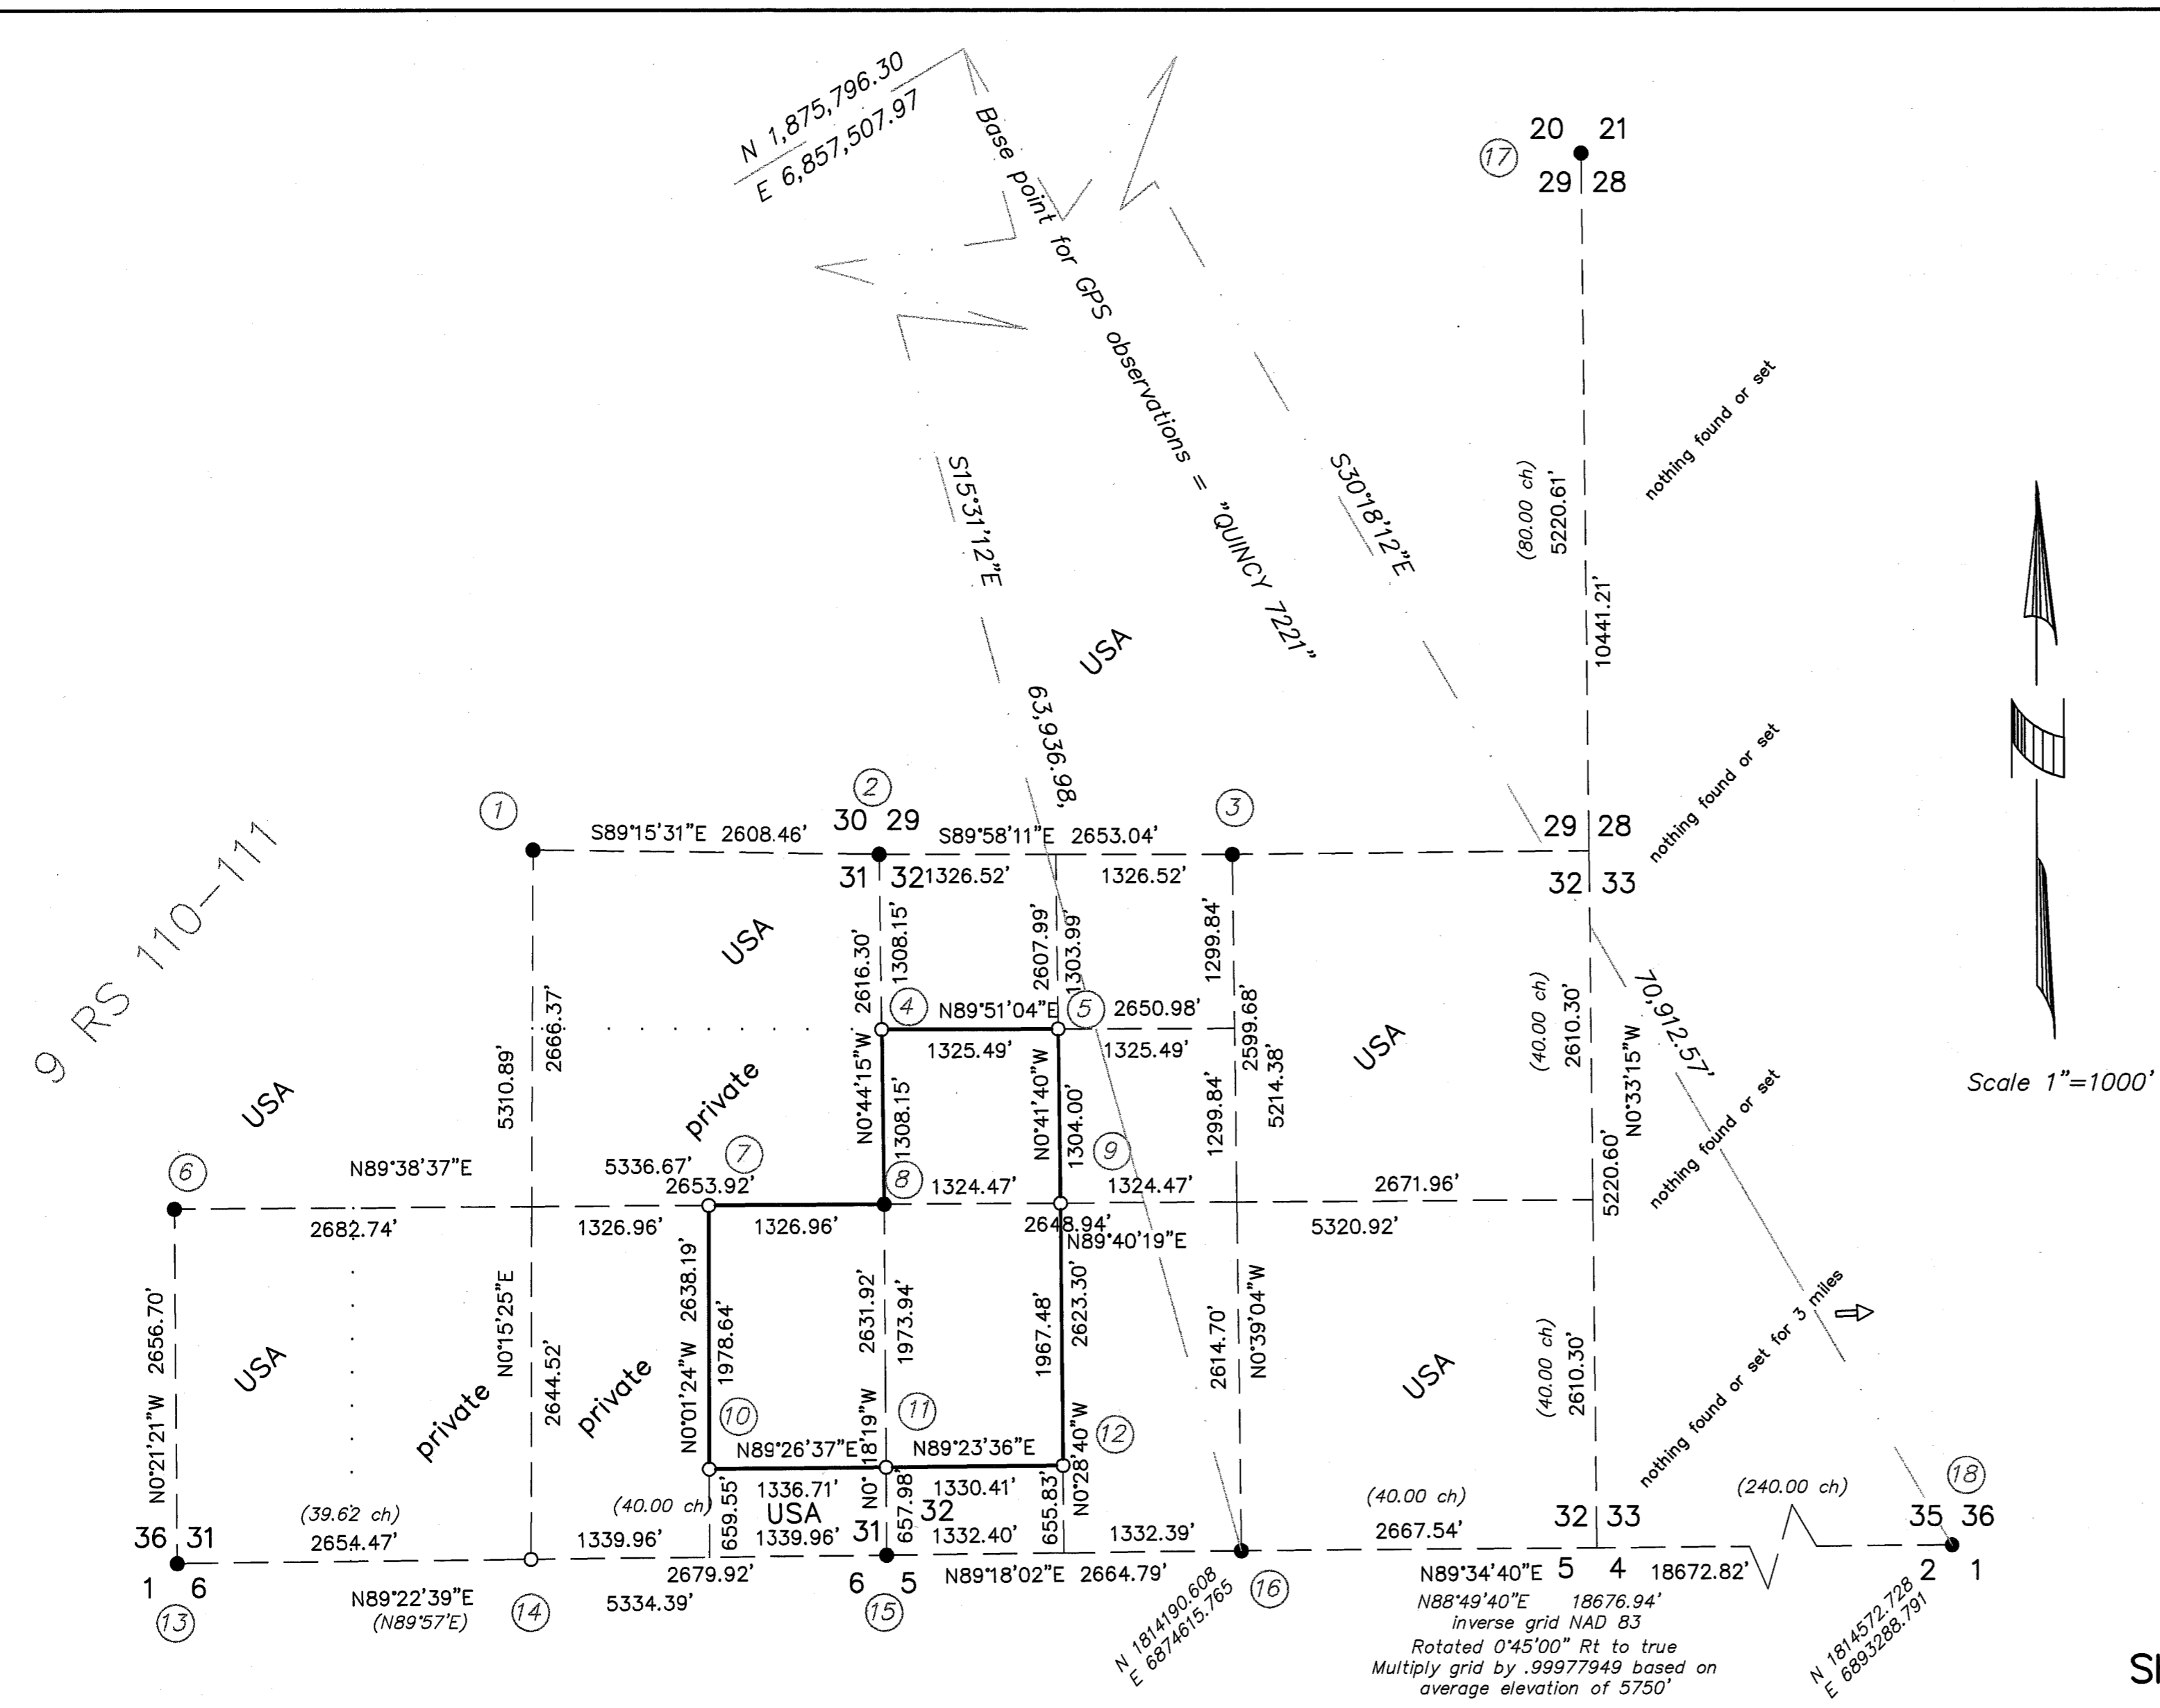 N 1,875,796.30
E 6,857,507.97
Base point for GPS observations = "QUINCY 7221"
20 21
17
29 28
nothing found or set
S15°31'12"E
S30°18'12"E
(80.00 ch)
5220.61'
10441.21'
USA
63,936.98,
nothing found or set
Scale 1"=1000'
9 RS 110-111
1
2
3
S89°15'31"E 2608.46'
30 29
S89°58'11"E 2653.04'
29 28
31 32
1326.52'
1326.52'
32 33
USA
2616.30'
1308.15'
2607.99'
1303.99'
1299.84'
(40.00 ch)
2610.30'
N0°33'15"W
70,912.57'
4
N89°51'04"E
5
2650.98'
1325.49'
1325.49'
2599.68'
5214.38'
USA
5310.89'
2666.37'
USA
private
N0°44'15"W
1308.15'
N0°41'40"W
1304.00'
1299.84'
nothing found or set
5220.60'
6
N89°38'37"E
5336.67'
2653.92'
7
8
9
1324.47'
1324.47'
2671.96'
2682.74'
1326.96'
1326.96'
2648.94'
N89°40'19"E
5320.92'
N0°21'21"W 2656.70'
USA
N0°15'25"E
2644.52'
private
private
N0°01'24"W 2638.19'
1978.64'
2631.92'
1973.94'
1967.48'
2623.30'
2614.70'
N0°39'04"W
USA
(40.00 ch)
2610.30'
nothing found or set for 3 miles
10
11
12
N89°26'37"E
N0°18'19"W
N89°23'36"E
N0°28'40"W
1336.71'
1330.41'
(39.62 ch)
(40.00 ch)
659.55'
USA
657.98'
32
655.83'
(40.00 ch)
(240.00 ch)
18
36 31
2654.47'
1339.96'
1339.96'
31
1332.40'
1332.39'
2667.54'
32 33
35 36
1 6
N89°22'39"E
2679.92'
6 5
N89°18'02"E 2664.79'
N89°34'40"E
5 4
18672.82'
2 1
13
(N89°57'E)
14
5334.39'
15
16
N 1814190.608
E 6874615.765
N88°49'40"E 18676.94'
inverse grid NAD 83
Rotated 0°45'00" Rt to true
Multiply grid by .99977949 based on
average elevation of 5750'
N 1814572.728
E 6893288.791